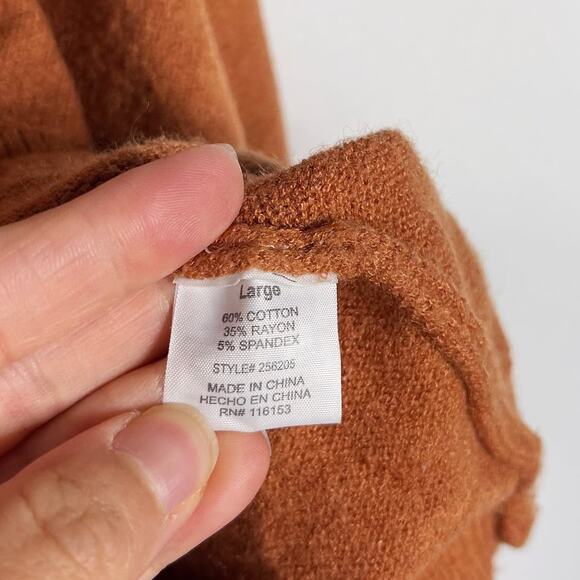 Large
60% COTTON
35% RAYON
5% SPANDEX
STYLE# 256205
MADE IN CHINA
HECHO EN CHINA
RN# 116153